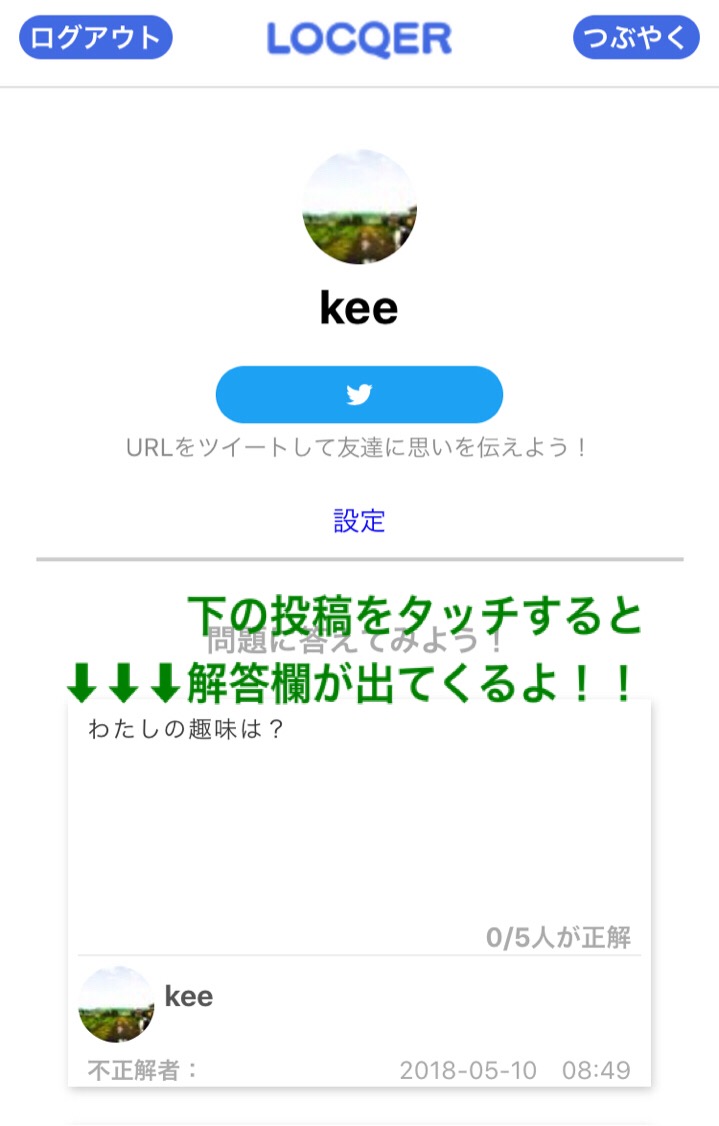 ログアウト
LOCQER
つぶやく
kee
URLをツイートして友達に思いを伝えよう！
設定
下の投稿をタッチすると
問題に答えてみよう！
⬇⬇⬇解答欄が出てくるよ！！
わたしの趣味は？
0/5人が正解
kee
不正解者：
2018-05-10 08:49